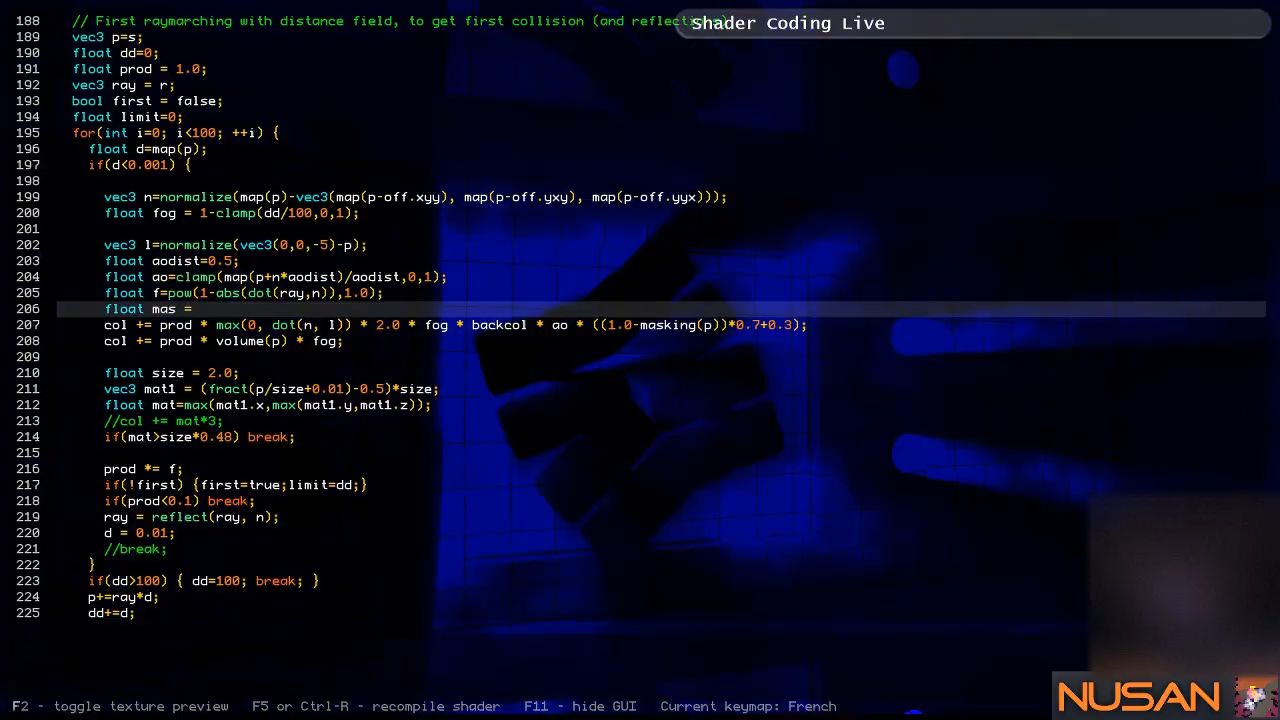 188 // First raymarching with distance field, to get first collision (and reflections)
Shader Coding Live
189 vec3 p=s;
190 float dd=0;
191 float prod = 1.0;
192 vec3 ray = r;
193 bool first = false;
194 float limit=0;
195 for(int i=0; i<100; ++i) {
196 float d=map(p);
197 if(d<0.001) {
198
199 vec3 n=normalize(map(p)-vec3(map(p-off.xyy), map(p-off.yxy), map(p-off.yyx)));
200 float fog = 1-clamp(dd/100,0,1);
201
202 vec3 l=normalize(vec3(0,0,-5)-p);
203 float aodist=0.5;
204 float ao=clamp(map(p+n*aodist)/aodist,0,1);
205 float f=pow(1-abs(dot(ray,n)),1.0);
206 float mas =
207 col += prod * max(0, dot(n, l)) * 2.0 * fog * backcol * ao * ((1.0-masking(p))*0.7+0.3);
208 col += prod * volume(p) * fog;
209
210 float size = 2.0;
211 vec3 mat1 = (fract(p/size+0.01)-0.5)*size;
212 float mat=max(mat1.x,max(mat1.y,mat1.z));
213 //col += mat*3;
214 if(mat>size*0.48) break;
215
216 prod *= f;
217 if(!first) {first=true;limit=dd;}
218 if(prod<0.1) break;
219 ray = reflect(ray, n);
220 d = 0.01;
221 //break;
222 }
223 if(dd>100) { dd=100; break; }
224 p+=ray*d;
225 dd+=d;
F2 - toggle texture preview F5 or Ctrl-R - recompile shader F11 - hide GUI Current keymap: French
NUSAN